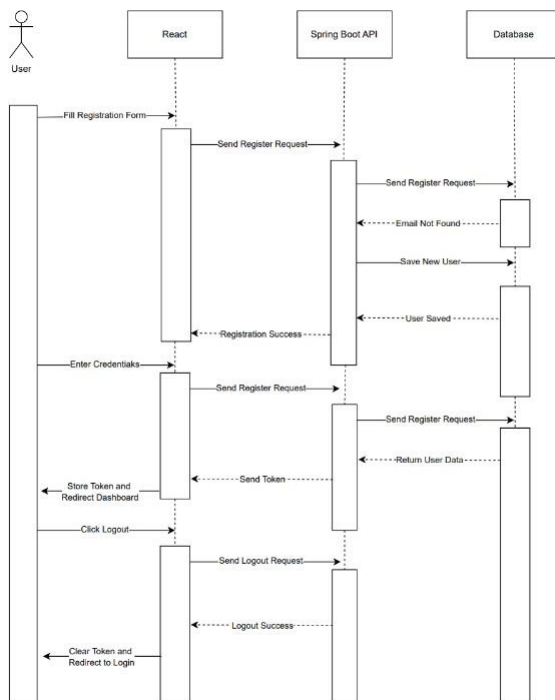 React
Spring Boot API
Database
User
Fill Registration Form
Send Register Request
Send Register Request
Email Not Found
Save New User
User Saved
Registration Success
Enter Credentiaks
Send Register Request
Send Register Request
Return User Data
Send Token
Store Token and
Redirect Dashboard
Click Logout
Send Logout Request
Logout Success
Clear Token and
Redirect to Login